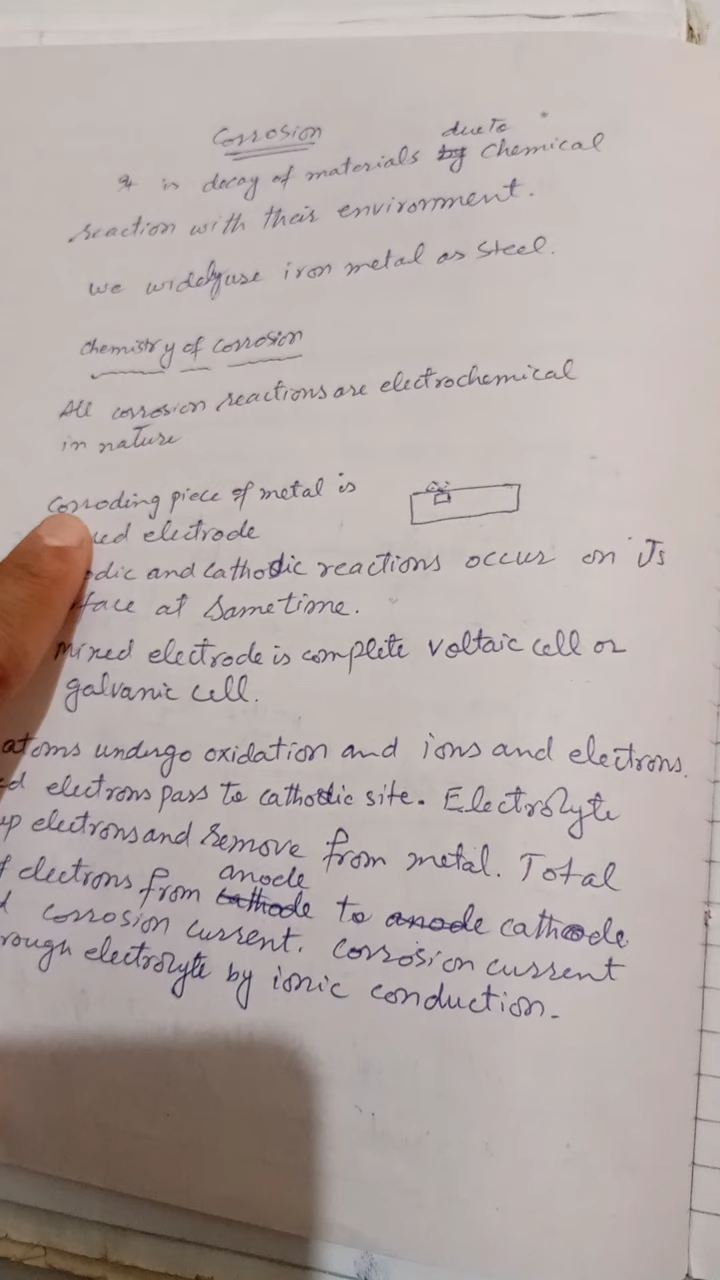 Corrosion
It is decay of materials due to chemical
reaction with their environment.
We widely use iron metal as steel.
Chemistry of corrosion
All corrosion reactions are electrochemical
in nature
Corroding piece of metal is
ed electrode
odic and cathodic reactions occur on Its
face at sametime.
mixed electrode is complete voltaic cell or
galvanic cell.
atoms undergo oxidation and ions and electrons.
ed electrons pass to cathodic site. Electrolyte
up electrons and remove from metal. Total
f electrons from anode to cathode
d corrosion current. Corrosion current
rough electrolyte by ionic conduction.